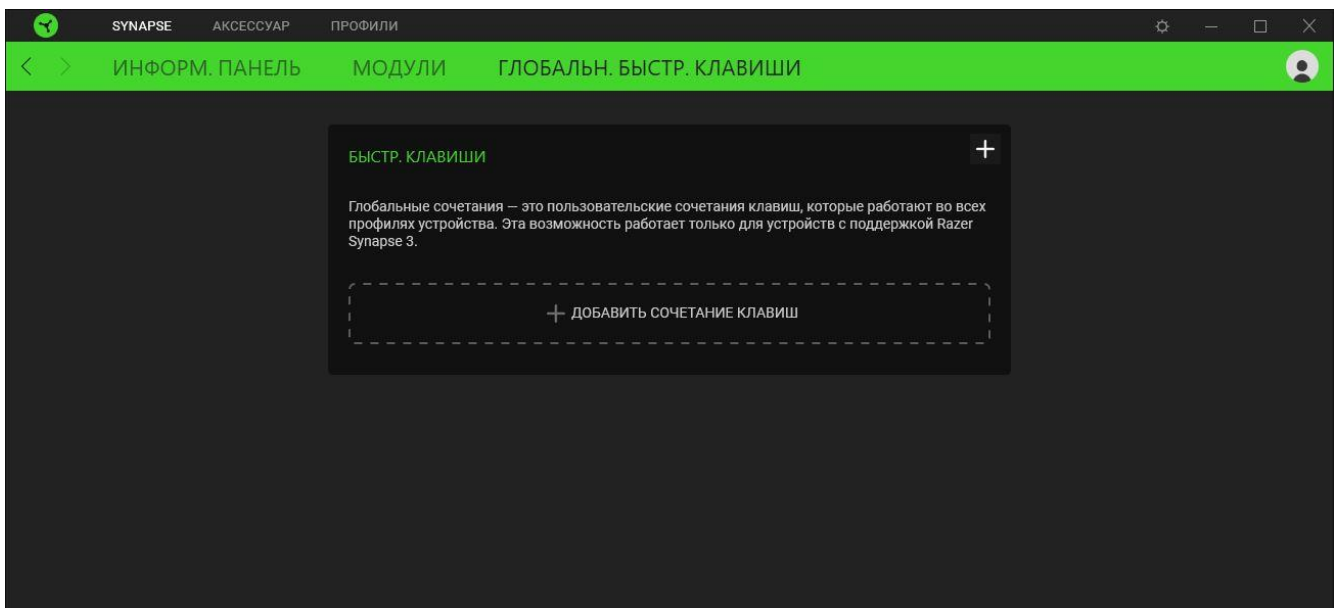 SYNAPSE АКСЕССУАР ПРОФИЛИ
ИНФОРМ. ПАНЕЛЬ МОДУЛИ ГЛОБАЛЬН. БЫСТР. КЛАВИШИ
БЫСТР. КЛАВИШИ
Глобальные сочетания — это пользовательские сочетания клавиш, которые работают во всех
профилях устройства. Эта возможность работает только для устройств с поддержкой Razer
Synapse 3.
ДОБАВИТЬ СОЧЕТАНИЕ КЛАВИШ